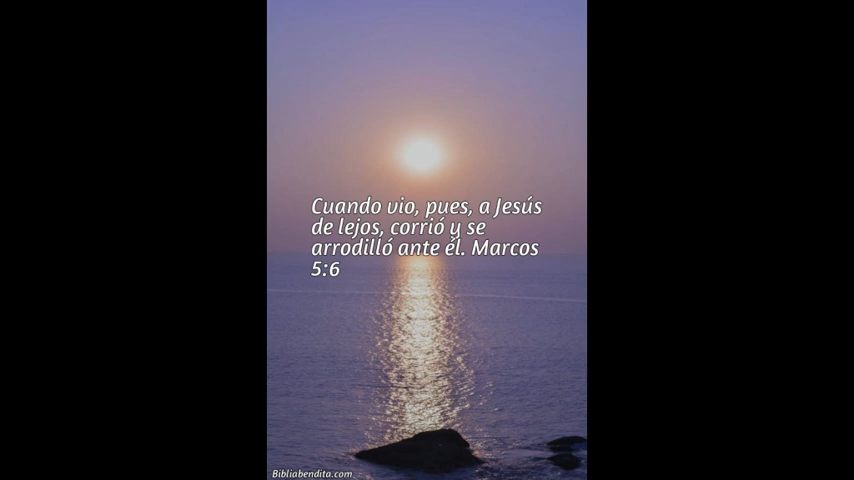 Cuando vio, pues, a Jesús
de lejos, corrió y se
arrodilló ante él. Marcos
5:6
Bibliabendita.com